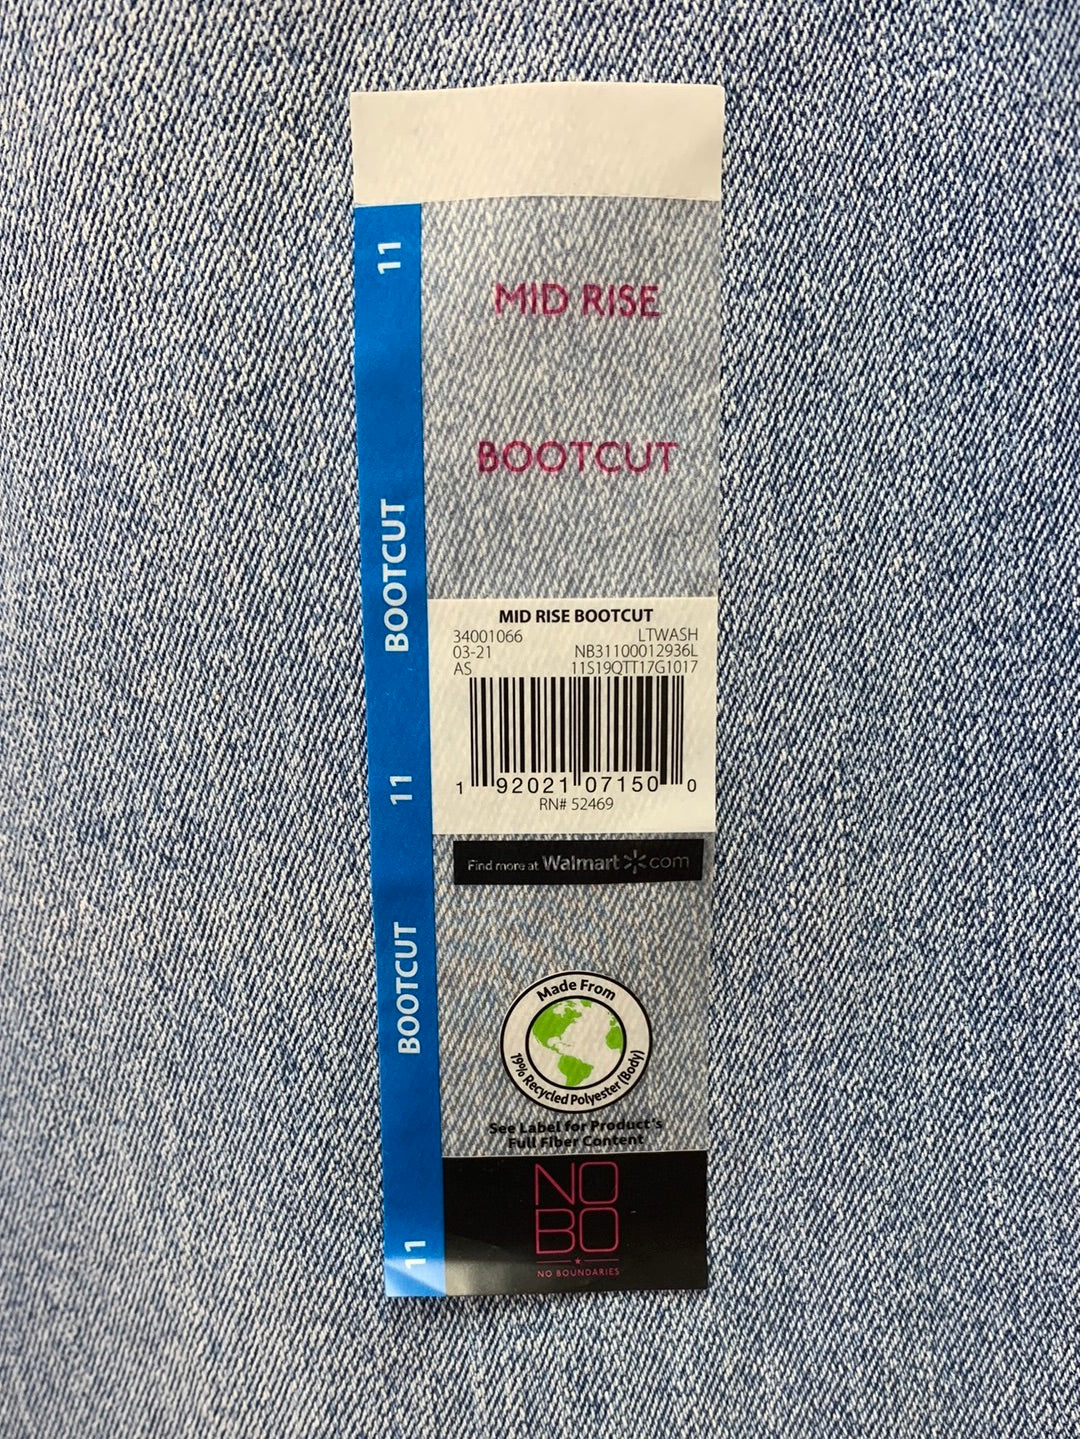 11
BOOTCUT
11
BOOTCUT
11
MID RISE
BOOTCUT
MID RISE BOOTCUT
34001066 LTWASH
03-21 NB31100012936L
AS 11S19QTT17G1017
1 92021 07150 0
RN# 52469
Find more at Walmart com
Made From
19% Recycled Polyester (Body)
See Label for Product's
Full Fiber Content
NO
BO
NO BOUNDARIES